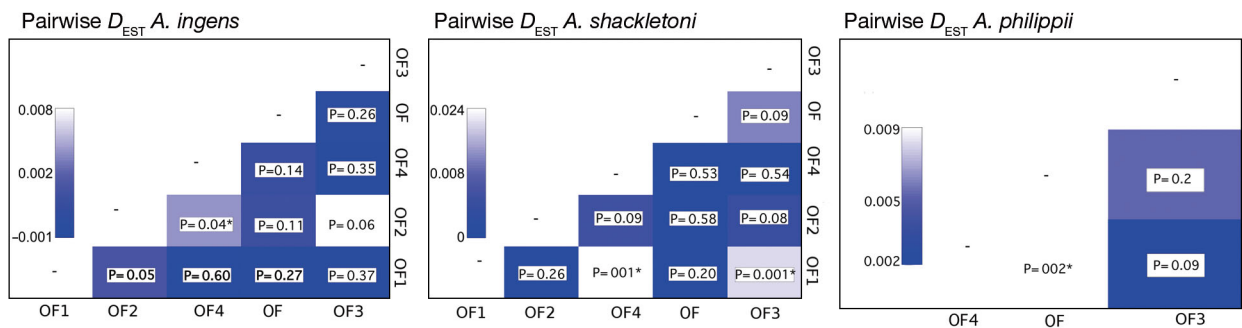 Pairwise DEST A. ingens
OF3
-
0.008
- P= 0.26 OF
0.002
- P=0.14 P= 0.35 OF4
-0.001
- P=0.04* P= 0.11 P= 0.06 OF2
- P= 0.05 P= 0.60 P= 0.27 P= 0.37 OF1
OF1 OF2 OF4 OF OF3
Pairwise DEST A. shackletoni
OF3
-
0.024
- P= 0.09 OF
0.008
- P= 0.53 P= 0.54 OF4
0
- P= 0.09 P= 0.58 P= 0.08 OF2
- P= 0.26 P= 001* P= 0.20 P= 0.001* OF1
OF1 OF2 OF4 OF OF3
Pairwise DEST A. philippii
-
0.009
0.005
0.002
- P= 0.2
- P= 002* P= 0.09
OF4 OF OF3